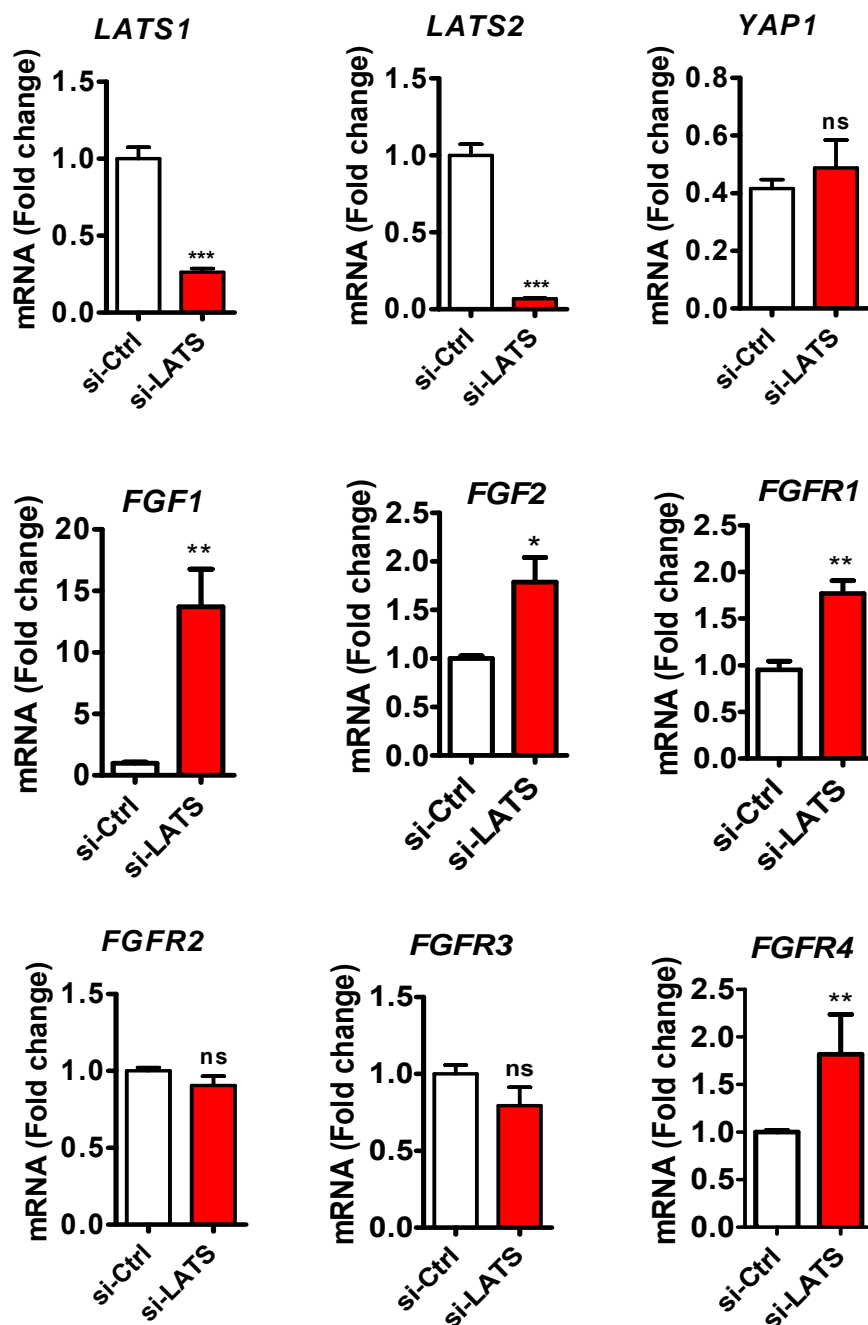 LATS1
mRNA (Fold change)
1.5
1.0
0.5
0.0
***
si-Ctrl
si-LATS
LATS2
mRNA (Fold change)
1.5
1.0
0.5
0.0
***
si-Ctrl
si-LATS
YAP1
mRNA (Fold change)
0.8
0.6
0.4
0.2
0.0
ns
si-Ctrl
si-LATS
FGF1
mRNA (Fold change)
20
15
10
5
0
**
si-Ctrl
si-LATS
FGF2
mRNA (Fold change)
2.5
2.0
1.5
1.0
0.5
0.0
*
si-Ctrl
si-LATS
FGFR1
mRNA (Fold change)
2.5
2.0
1.5
1.0
0.5
0.0
**
si-Ctrl
si-LATS
FGFR2
mRNA (Fold change)
1.5
1.0
0.5
0.0
ns
si-Ctrl
si-LATS
FGFR3
mRNA (Fold change)
1.5
1.0
0.5
0.0
ns
si-Ctrl
si-LATS
FGFR4
mRNA (Fold change)
2.5
2.0
1.5
1.0
0.5
0.0
**
si-Ctrl
si-LATS